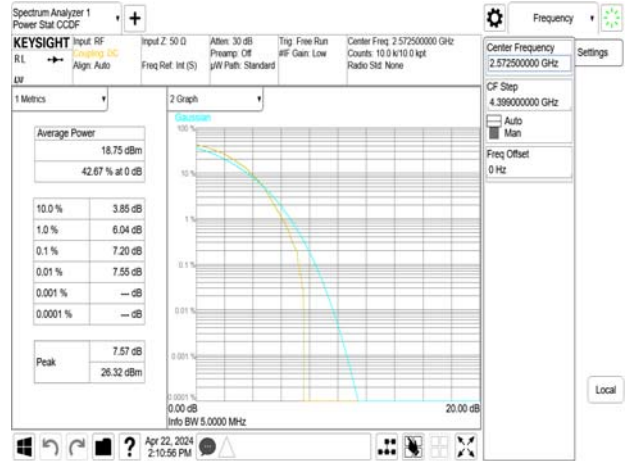 Spectrum Analyzer 1
Power Stat CCDF
+
Frequency
KEYSIGHT
RL
Input: RF
Coupling: DC
Align: Auto
Input Z: 50 Ω
Freq Ref: Int (S)
Atten: 30 dB
Preamp: Off
µW Path: Standard
Trig: Free Run
#IF Gain: Low
Center Freq: 2.572500000 GHz
Counts: 10.0 k/10.0 kpt
Radio Std: None
Center Frequency
2.572500000 GHz
Settings
CF Step
4.399000000 GHz
Auto
Man
Freq Offset
0 Hz
1 Metrics
2 Graph
Gaussian
Average Power
18.75 dBm
42.67 % at 0 dB
10.0 % 3.85 dB
1.0 % 6.04 dB
0.1 % 7.20 dB
0.01 % 7.55 dB
0.001 % --- dB
0.0001 % --- dB
Peak
7.57 dB
26.32 dBm
100 %
10 %
1 %
0.1 %
0.01 %
0.001 %
0.0001 %
0.00 dB
20.00 dB
Info BW 5.0000 MHz
Local
?
Apr 22, 2024
2:10:56 PM